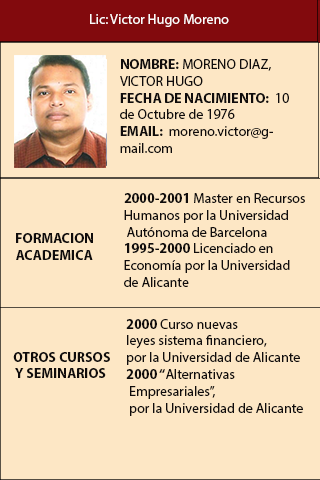 Lic: Victor Hugo Moreno
NOMBRE: MORENO DIAZ,
VICTOR HUGO
FECHA DE NACIMIENTO: 10
de Octubre de 1976
EMAIL: moreno.victor@g-
mail.com
FORMACION
ACADEMICA
2000-2001 Master en Recursos
Humanos por la Universidad
Autónoma de Barcelona
1995-2000 Licenciado en
Economía por la Universidad
de Alicante
OTROS CURSOS
Y SEMINARIOS
2000 Curso nuevas
leyes sistema financiero,
por la Universidad de Alicante
2000 “Alternativas
Empresariales”,
por la Universidad de Alicante